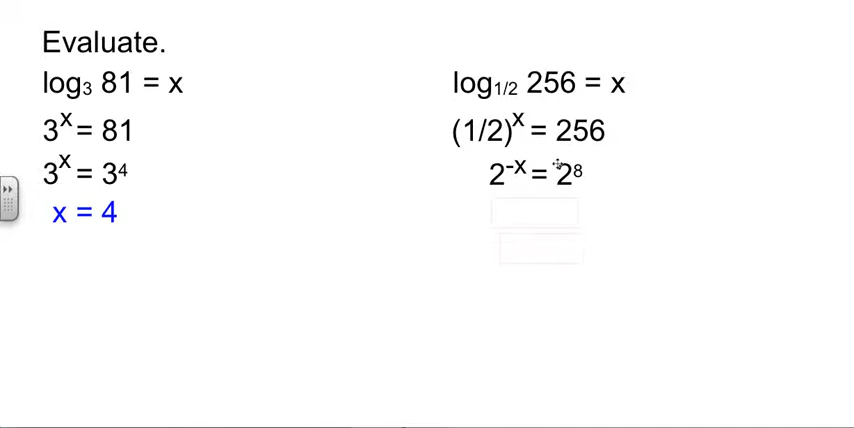 Evaluate.
log₃ 81 = x
3ˣ = 81
3ˣ = 3⁴
x = 4
log₁/₂ 256 = x
(1/2)ˣ = 256
2⁻ˣ = 2⁸